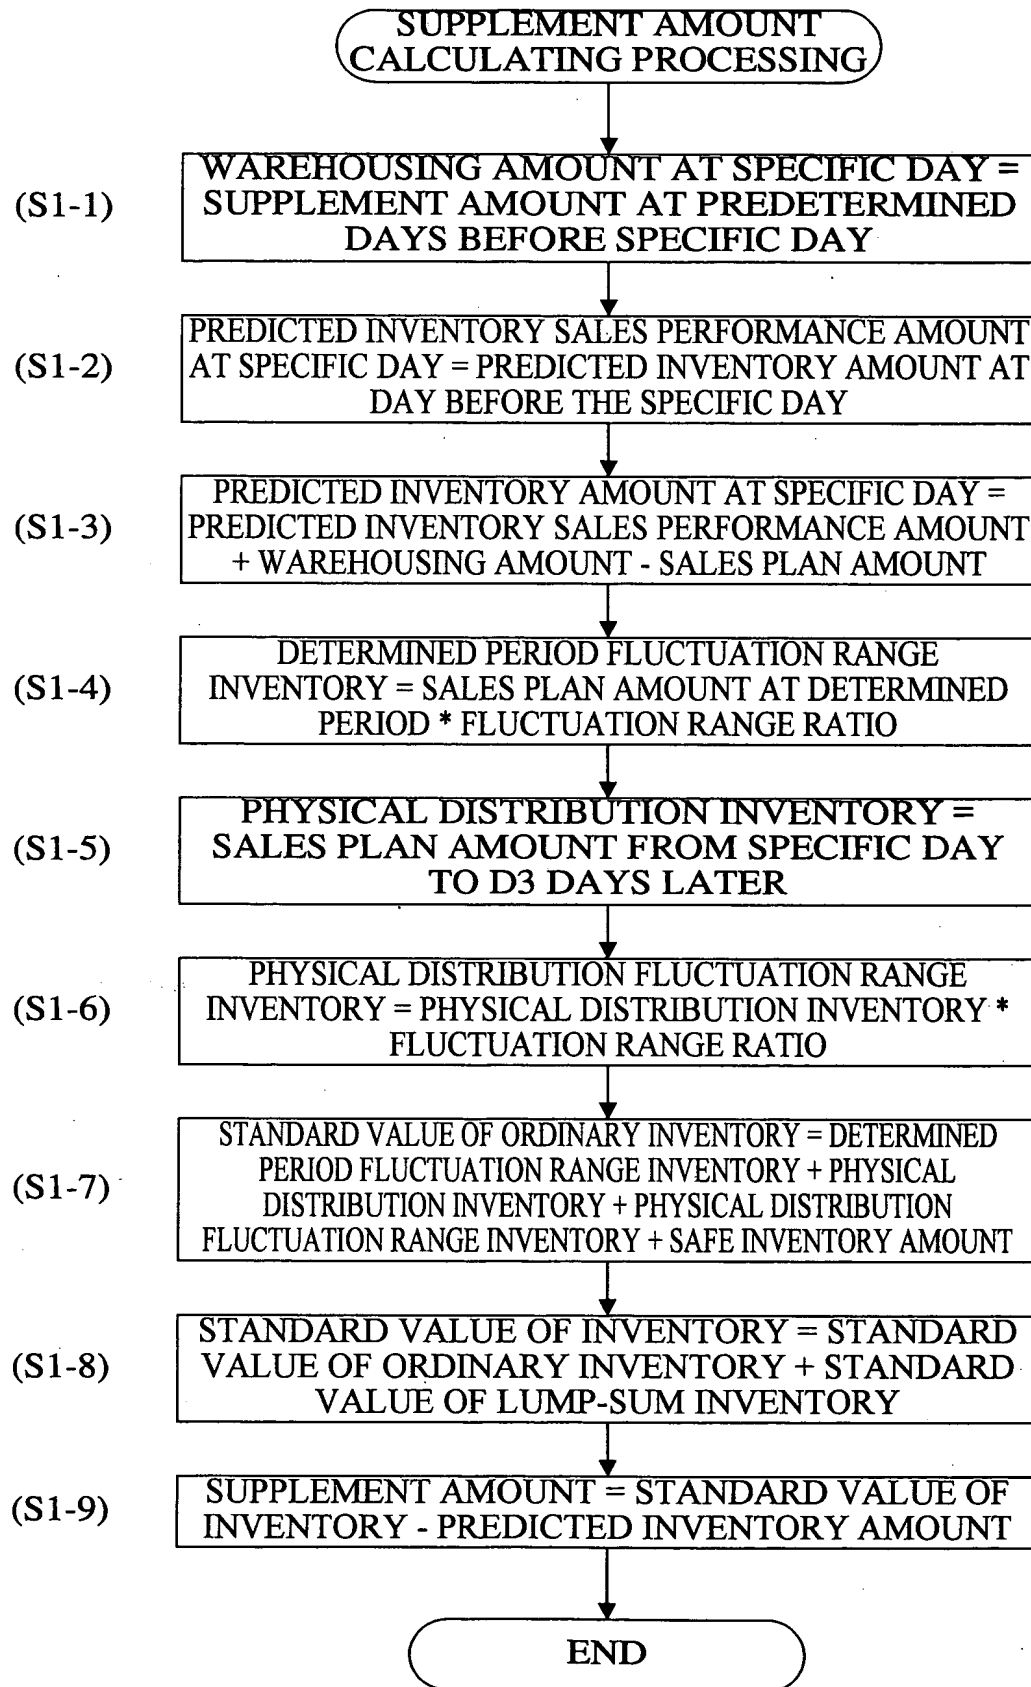 SUPPLEMENT AMOUNT
CALCULATING PROCESSING
(S1-1)
WAREHOUSING AMOUNT AT SPECIFIC DAY =
SUPPLEMENT AMOUNT AT PREDETERMINED
DAYS BEFORE SPECIFIC DAY
(S1-2)
PREDICTED INVENTORY SALES PERFORMANCE AMOUNT
AT SPECIFIC DAY = PREDICTED INVENTORY AMOUNT AT
DAY BEFORE THE SPECIFIC DAY
(S1-3)
PREDICTED INVENTORY AMOUNT AT SPECIFIC DAY =
PREDICTED INVENTORY SALES PERFORMANCE AMOUNT
+ WAREHOUSING AMOUNT - SALES PLAN AMOUNT
(S1-4)
DETERMINED PERIOD FLUCTUATION RANGE
INVENTORY = SALES PLAN AMOUNT AT DETERMINED
PERIOD * FLUCTUATION RANGE RATIO
(S1-5)
PHYSICAL DISTRIBUTION INVENTORY =
SALES PLAN AMOUNT FROM SPECIFIC DAY
TO D3 DAYS LATER
(S1-6)
PHYSICAL DISTRIBUTION FLUCTUATION RANGE
INVENTORY = PHYSICAL DISTRIBUTION INVENTORY *
FLUCTUATION RANGE RATIO
(S1-7)
STANDARD VALUE OF ORDINARY INVENTORY = DETERMINED
PERIOD FLUCTUATION RANGE INVENTORY + PHYSICAL
DISTRIBUTION INVENTORY + PHYSICAL DISTRIBUTION
FLUCTUATION RANGE INVENTORY + SAFE INVENTORY AMOUNT
(S1-8)
STANDARD VALUE OF INVENTORY = STANDARD
VALUE OF ORDINARY INVENTORY + STANDARD
VALUE OF LUMP-SUM INVENTORY
(S1-9)
SUPPLEMENT AMOUNT = STANDARD VALUE OF
INVENTORY - PREDICTED INVENTORY AMOUNT
END